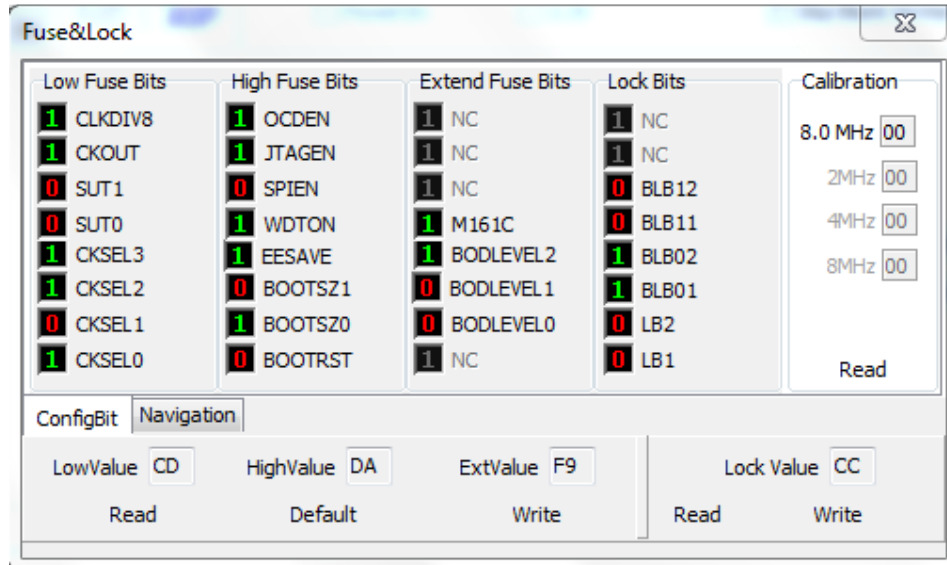 Fuse&Lock
Low Fuse Bits High Fuse Bits Extend Fuse Bits Lock Bits Calibration
1 CLKDIV8 1 OCDEN 1 NC 1 NC 8.0 MHz 00
1 CKOUT 1 JTAGEN 1 NC 1 NC
0 SUT1 0 SPIEN 1 NC 0 BLB12 2MHz 00
0 SUT0 1 WDTON 1 M161C 0 BLB11 4MHz 00
1 CKSEL3 1 EESAVE 1 BODLEVEL2 1 BLB02 8MHz 00
1 CKSEL2 0 BOOTSZ1 0 BODLEVEL1 1 BLB01
0 CKSEL1 1 BOOTSZ0 0 BODLEVEL0 0 LB2
1 CKSEL0 0 BOOTRST 1 NC 0 LB1 Read
ConfigBit Navigation
LowValue CD HighValue DA ExtValue F9 Lock Value CC
Read Default Write Read Write